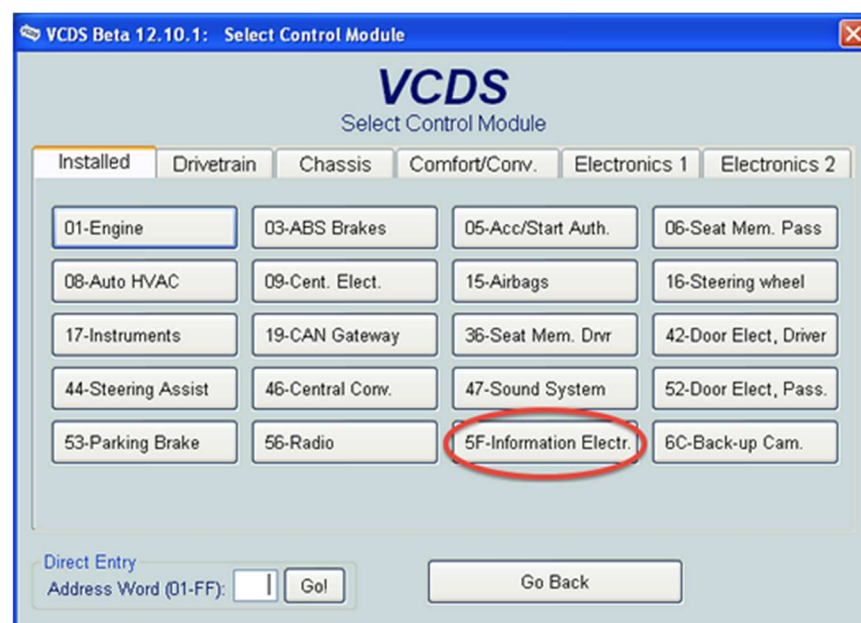 VCDS Beta 12.10.1: Select Control Module
VCDS
Select Control Module
Installed Drivetrain Chassis Comfort/Conv. Electronics 1 Electronics 2
01-Engine 03-ABS Brakes 05-Acc/Start Auth. 06-Seat Mem. Pass
08-Auto HVAC 09-Cent. Elect. 15-Airbags 16-Steering wheel
17-Instruments 19-CAN Gateway 36-Seat Mem. Drvr 42-Door Elect, Driver
44-Steering Assist 46-Central Conv. 47-Sound System 52-Door Elect, Pass.
53-Parking Brake 56-Radio 5F-Information Electr. 6C-Back-up Cam.
Direct Entry
Address Word (01-FF): Go! Go Back